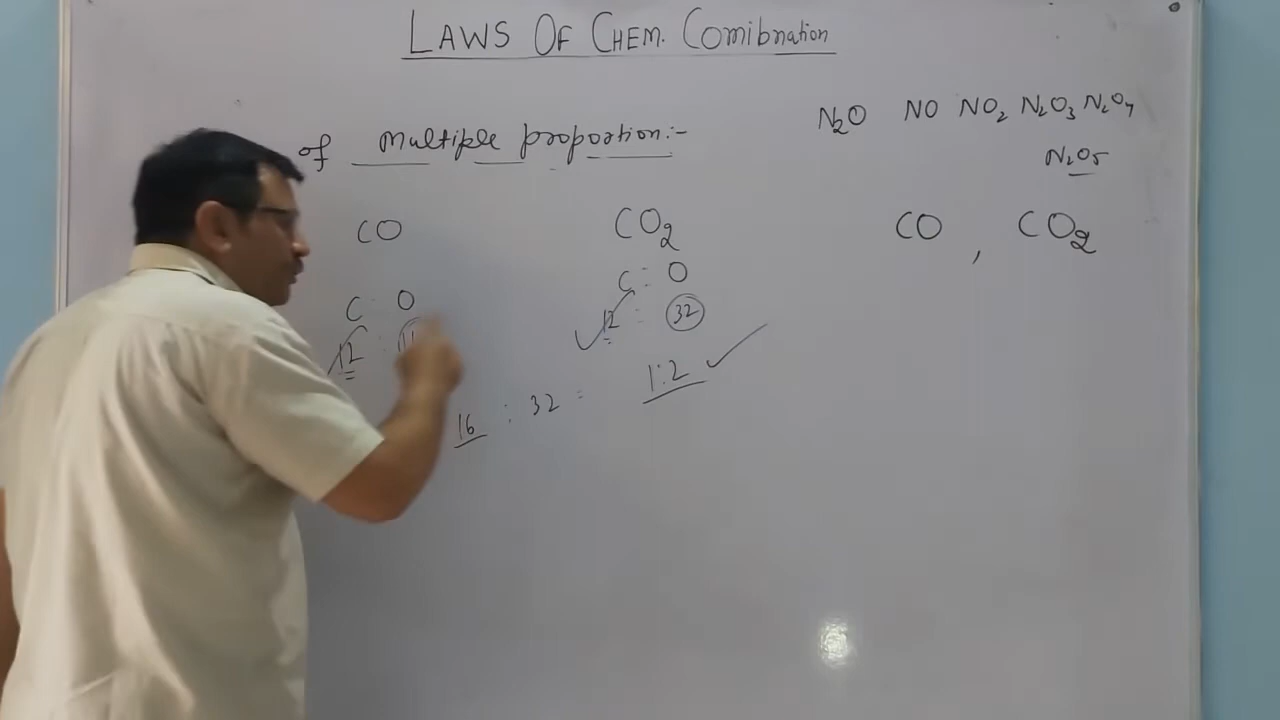 LAWS OF CHEM. Comibnation
of multiple proportion:-
N₂O NO NO₂ N₂O₃ N₂O₄
N₂O₅
CO CO₂ CO , CO₂
C : O
C : O
12 : 32
12 :
1:2
16 : 32 =